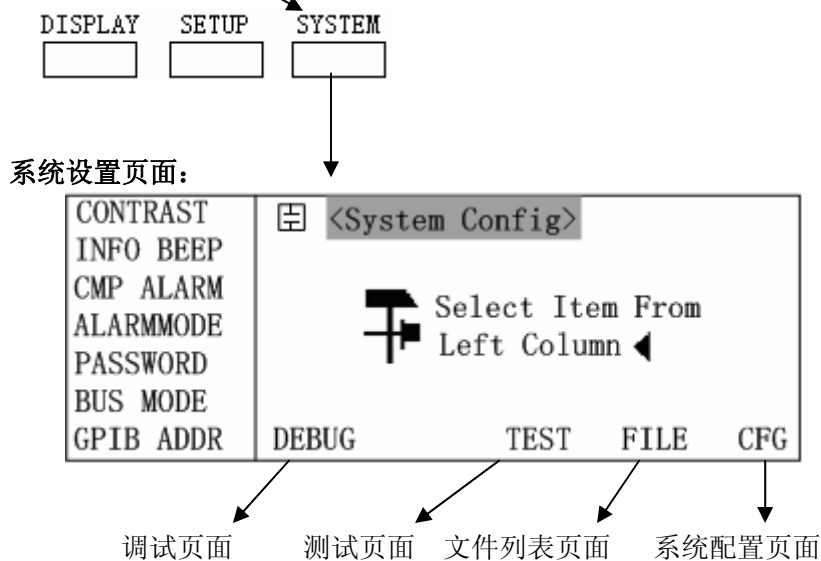 DISPLAY SETUP SYSTEM
系统设置页面：
CONTRAST
INFO BEEP
CMP ALARM
ALARMMODE
PASSWORD
BUS MODE
GPIB ADDR
<System Config>
Select Item From
Left Column
DEBUG TEST FILE CFG
调试页面 测试页面 文件列表页面 系统配置页面